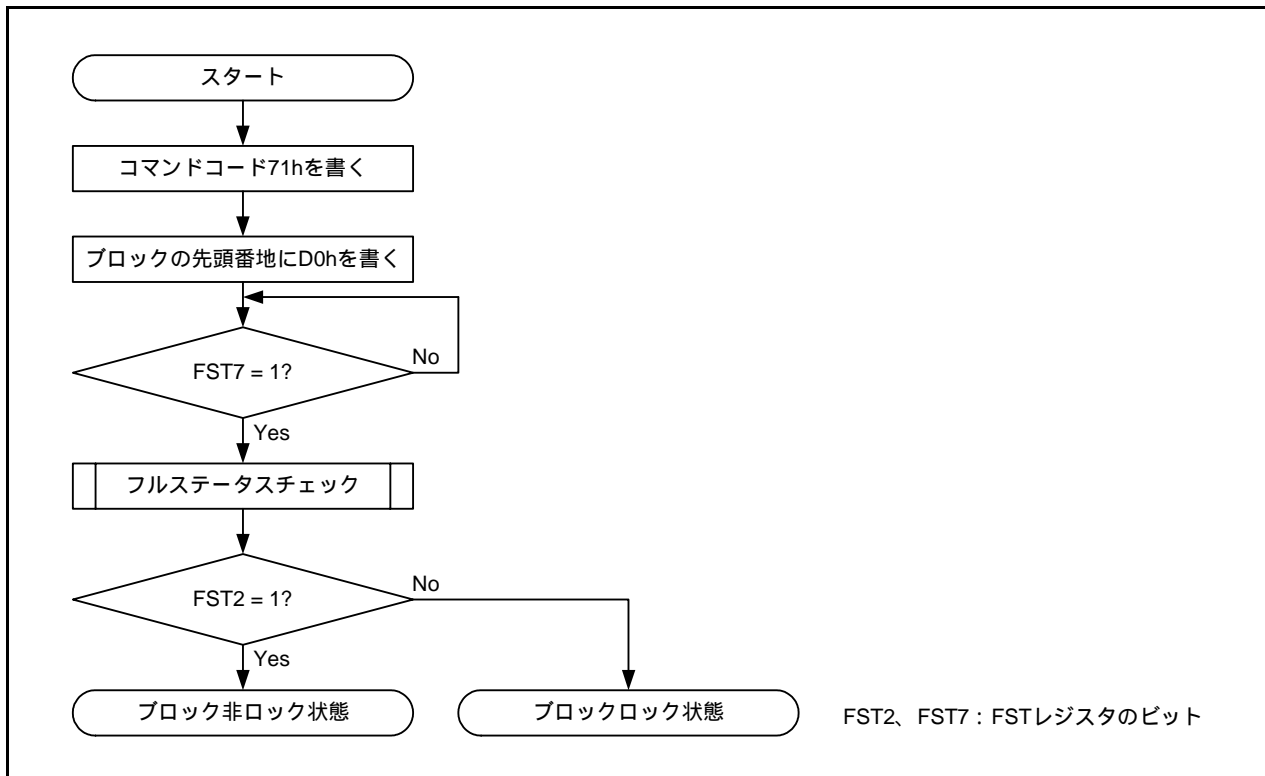 スタート
コマンドコード71hを書く
ブロックの先頭番地にD0hを書く
FST7 = 1?
No
Yes
フルステータスチェック
FST2 = 1?
No
Yes
ブロック非ロック状態
ブロックロック状態
FST2、FST7：FSTレジスタのビット